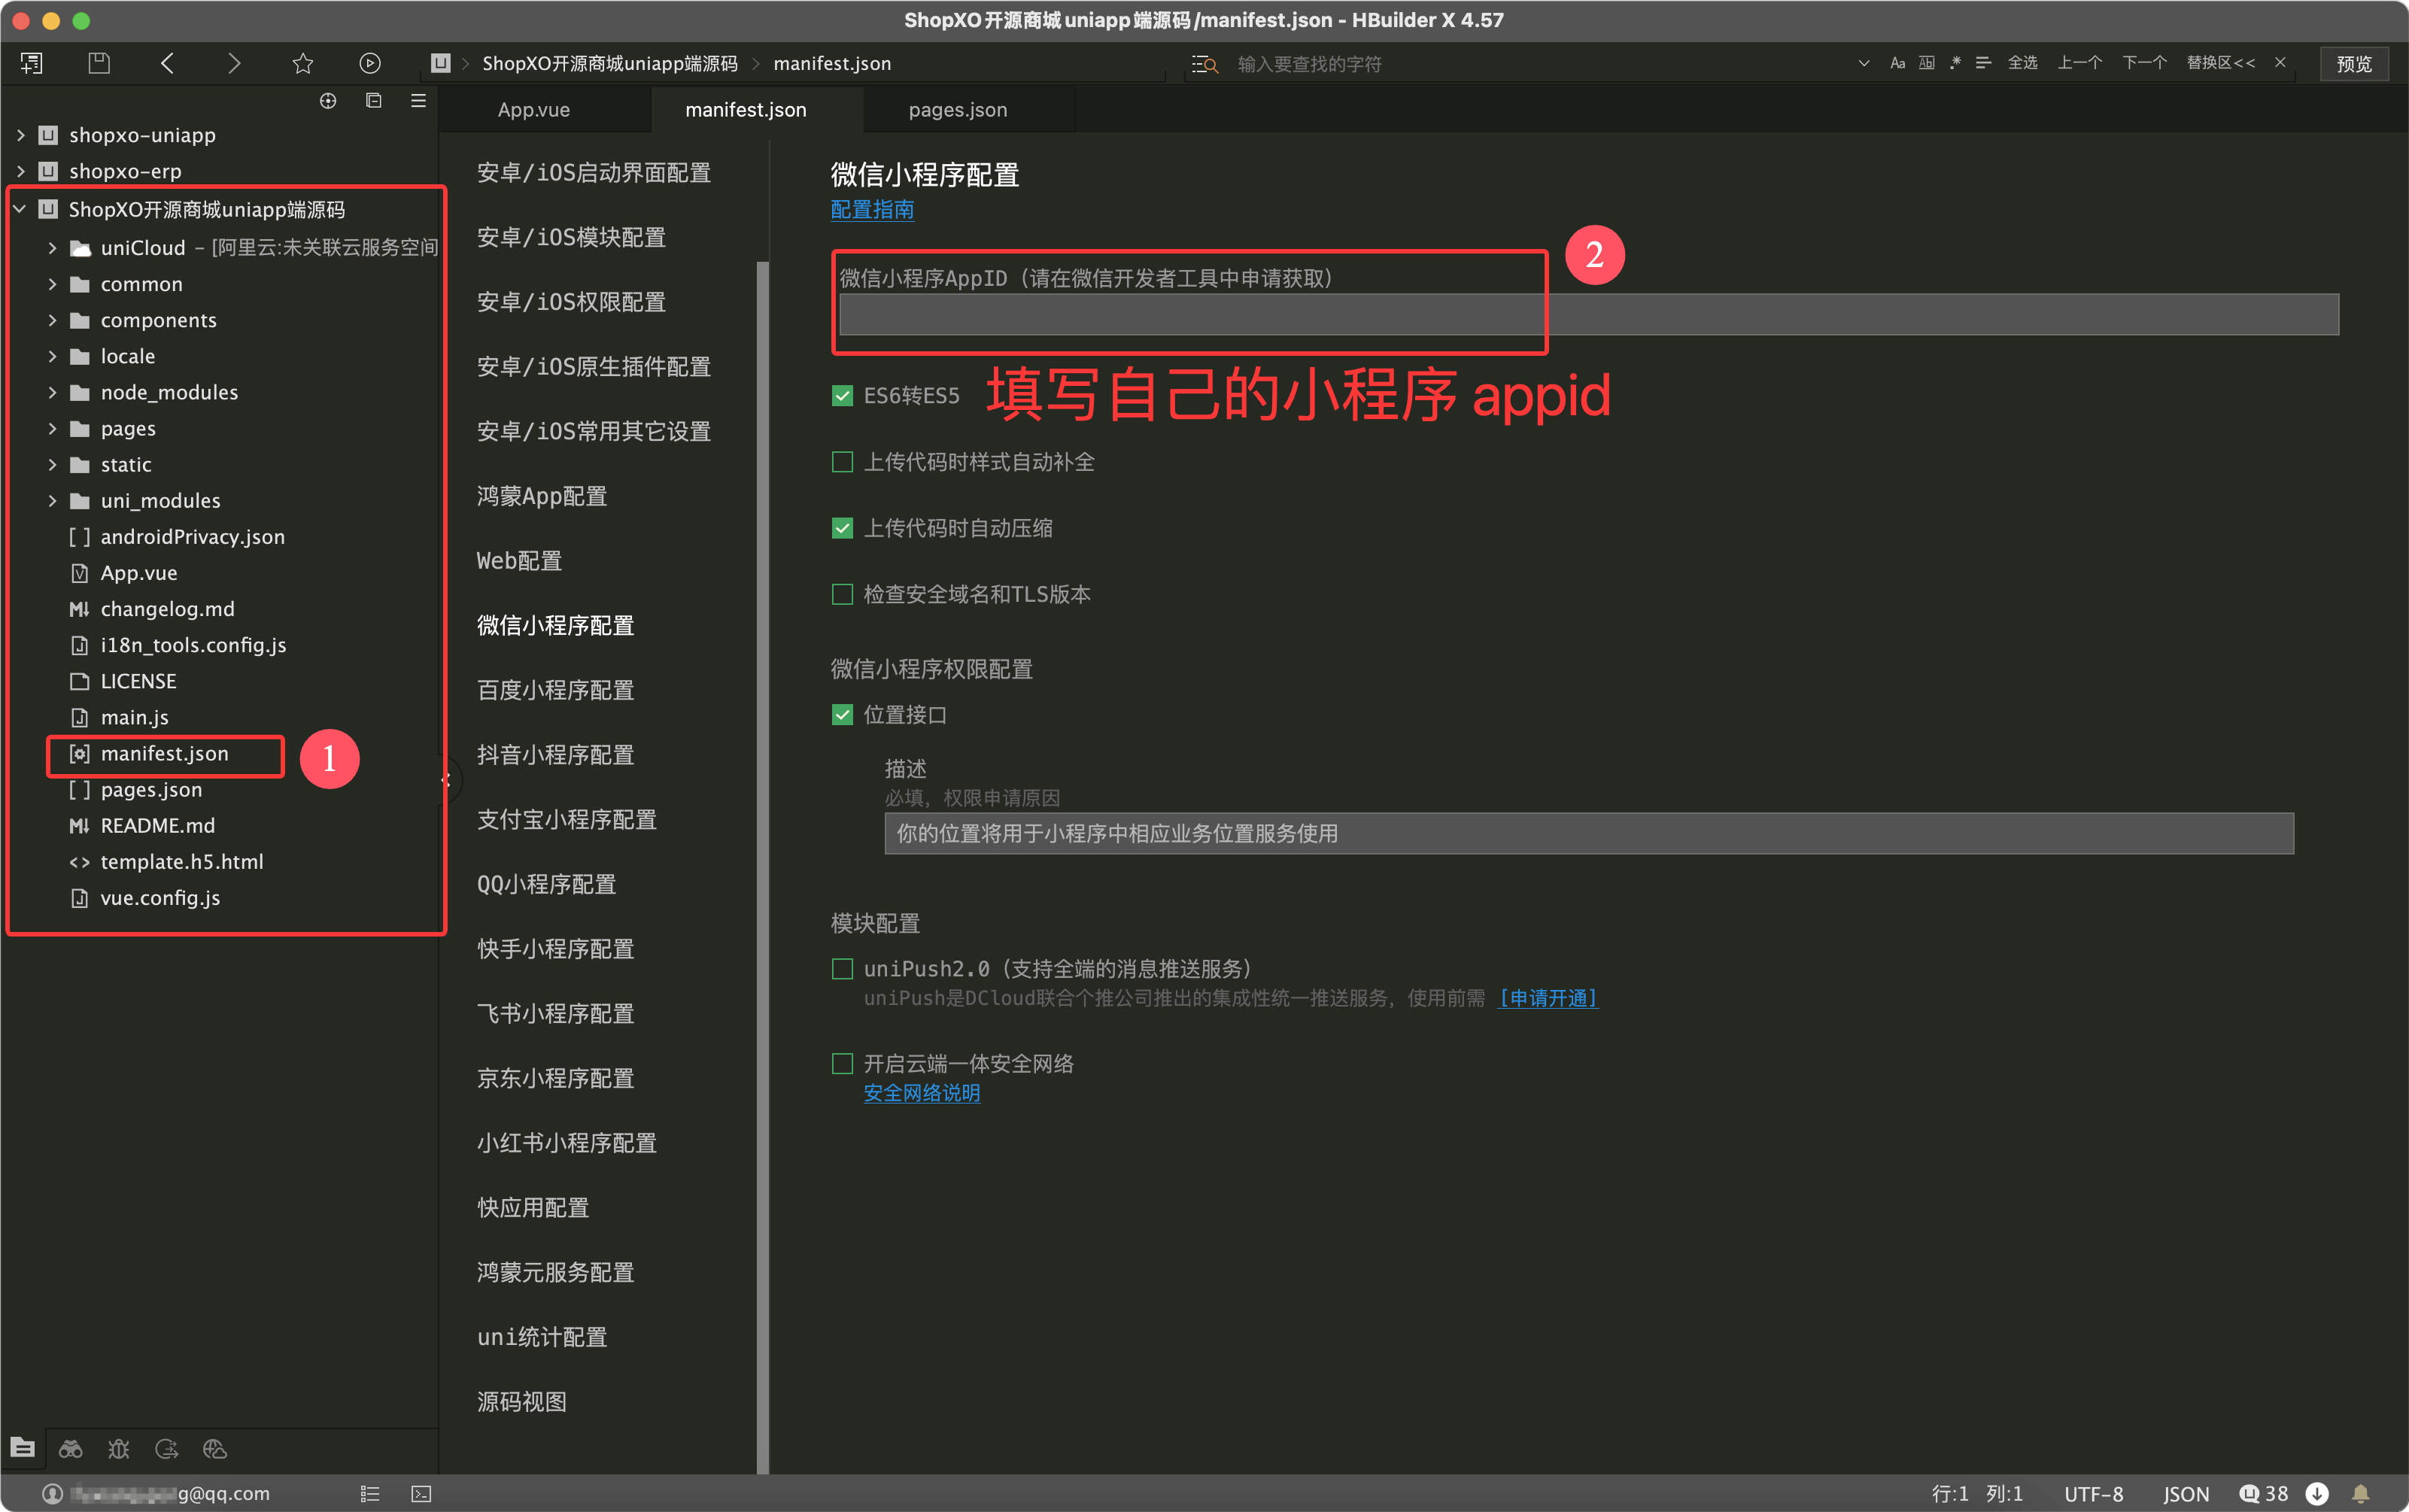 ShopXO开源商城uniapp端源码/manifest.json - HBuilder X 4.57
ShopXO开源商城uniapp端源码 > manifest.json
输入要查找的字符
Aa
全选 上一个 下一个 替换区<<
预览
App.vue
manifest.json
pages.json
shopxo-uniapp
shopxo-erp
ShopXO开源商城uniapp端源码
uniCloud - [阿里云:未关联云服务空间
common
components
locale
node_modules
pages
static
uni_modules
androidPrivacy.json
App.vue
changelog.md
i18n_tools.config.js
LICENSE
main.js
manifest.json
1
pages.json
README.md
template.h5.html
vue.config.js
安卓/iOS启动界面配置
安卓/iOS模块配置
安卓/iOS权限配置
安卓/iOS原生插件配置
安卓/iOS常用其它设置
鸿蒙App配置
Web配置
微信小程序配置
百度小程序配置
抖音小程序配置
支付宝小程序配置
QQ小程序配置
快手小程序配置
飞书小程序配置
京东小程序配置
小红书小程序配置
快应用配置
鸿蒙元服务配置
uni统计配置
源码视图
微信小程序配置
配置指南
2
微信小程序AppID（请在微信开发者工具中申请获取）
ES6转ES5
填写自己的小程序 appid
上传代码时样式自动补全
上传代码时自动压缩
检查安全域名和TLS版本
微信小程序权限配置
位置接口
描述
必填，权限申请原因
你的位置将用于小程序中相应业务位置服务使用
模块配置
uniPush2.0（支持全端的消息推送服务）
uniPush是DCloud联合个推公司推出的集成性统一推送服务，使用前需 [申请开通]
开启云端一体安全网络
安全网络说明
g@qq.com
行:1 列:1
UTF-8
JSON
38